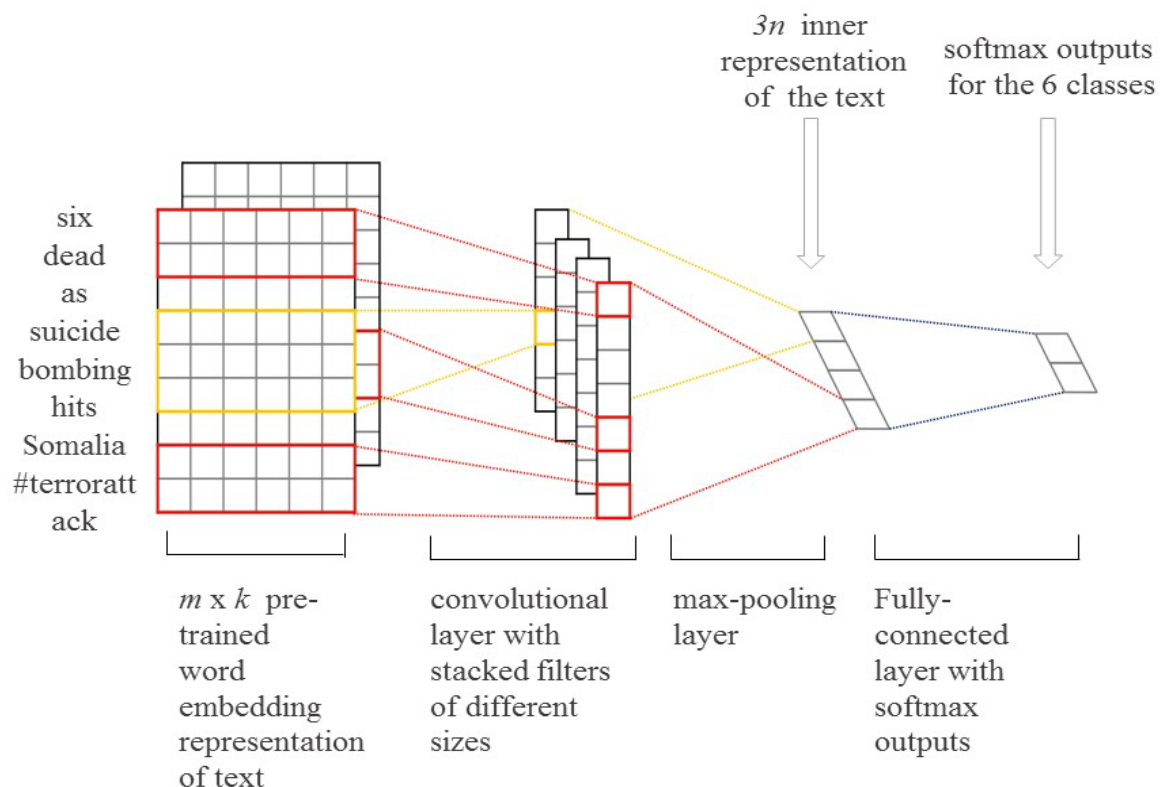 3n inner
representation
of the text
softmax outputs
for the 6 classes
six
dead
as
suicide
bombing
hits
Somalia
#terroratt
ack
m x k pre-
trained
word
embedding
representation
of text
convolutional
layer with
stacked filters
of different
sizes
max-pooling
layer
Fully-
connected
layer with
softmax
outputs